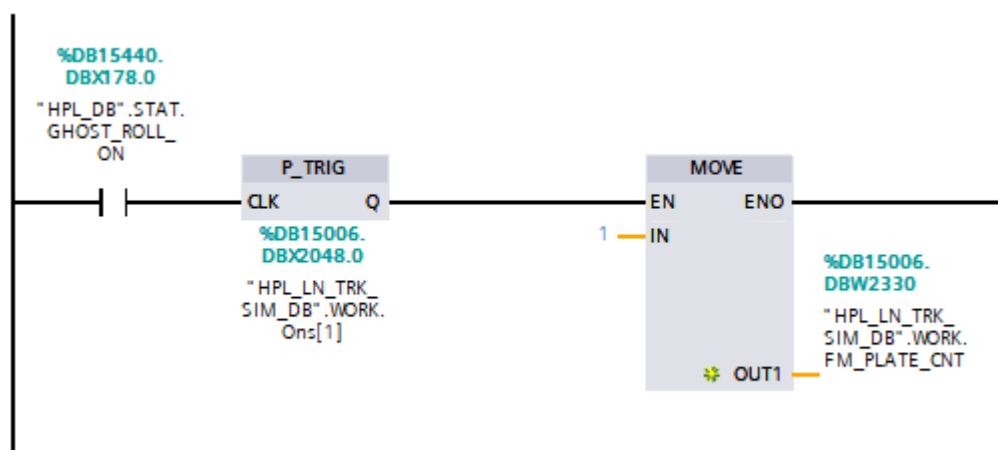 %DB15440.
DBX178.0
"HPL_DB".STAT.
GHOST_ROLL_
ON
P_TRIG
CLK Q
%DB15006.
DBX2048.0
"HPL_LN_TRK_
SIM_DB".WORK.
Ons[1]
MOVE
EN ENO
1 IN
OUT1
%DB15006.
DBW2330
"HPL_LN_TRK_
SIM_DB".WORK.
FM_PLATE_CNT